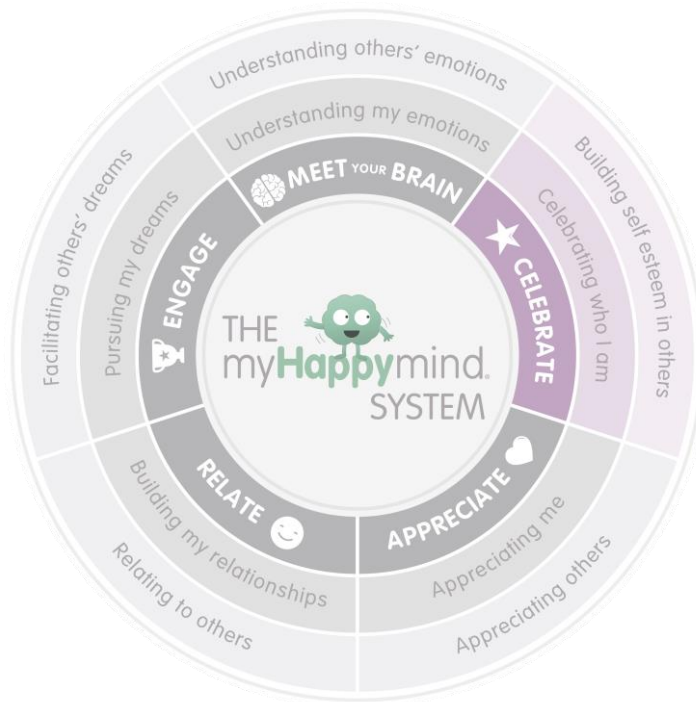 Understanding others' emotions
Understanding my emotions
MEET YOUR BRAIN
Building self esteem in others
Celebrating who I am
CELEBRATE
Appreciating others
Appreciating me
APPRECIATE
Relating to others
Building my relationships
RELATE
Facilitating others' dreams
Pursuing my dreams
ENGAGE
THE
myHappymind®
SYSTEM